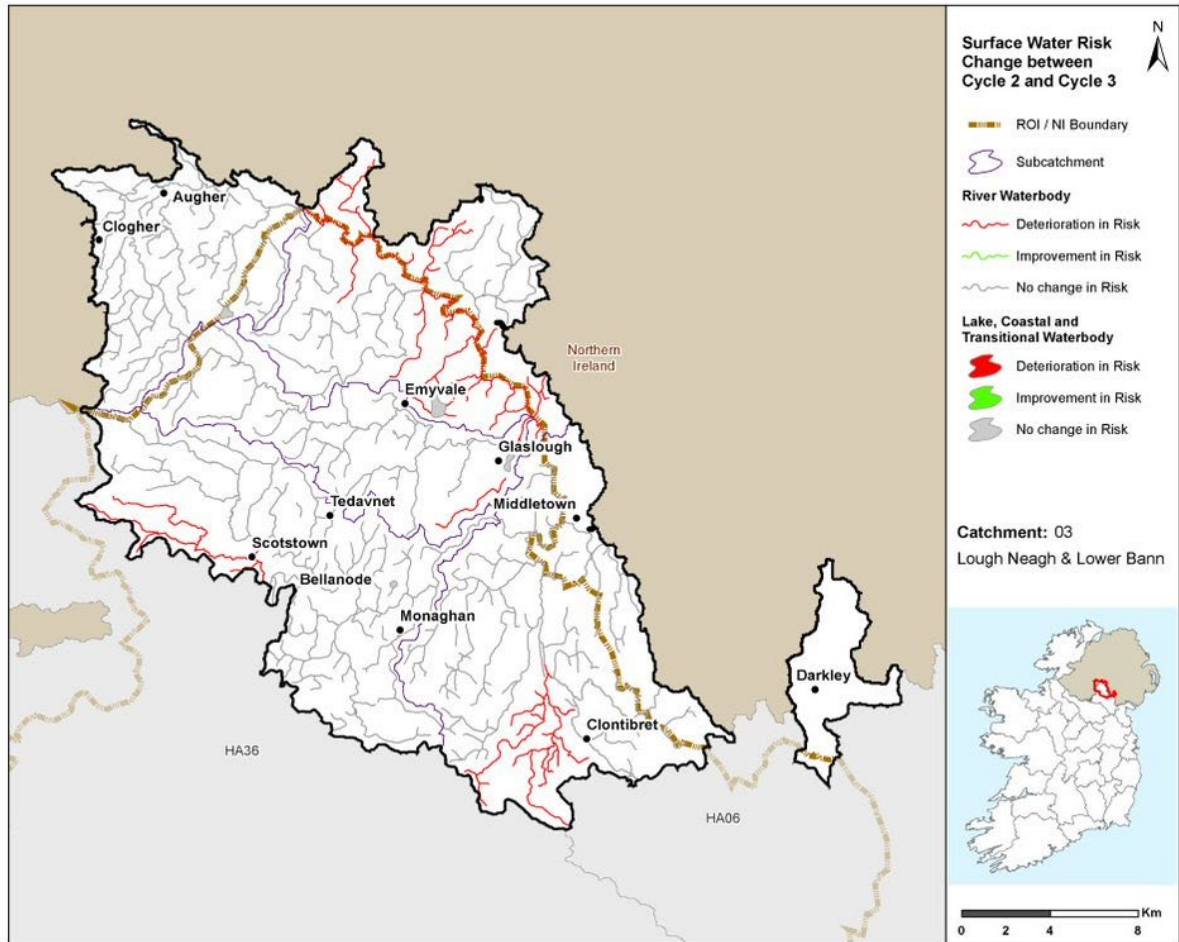 Augher
Clogher
Northern
Ireland
Emyvale
Glaslough
Tedavnet
Middletown
Scotstown
Bellanode
Monaghan
Darkley
Clontibret
HA36
HA06
Surface Water Risk
Change between
Cycle 2 and Cycle 3
N
ROI / NI Boundary
Subcatchment
River Waterbody
Deterioration in Risk
Improvement in Risk
No change in Risk
Lake, Coastal and
Transitional Waterbody
Deterioration in Risk
Improvement in Risk
No change in Risk
Catchment: 03
Lough Neagh & Lower Bann
Km
0 2 4 8